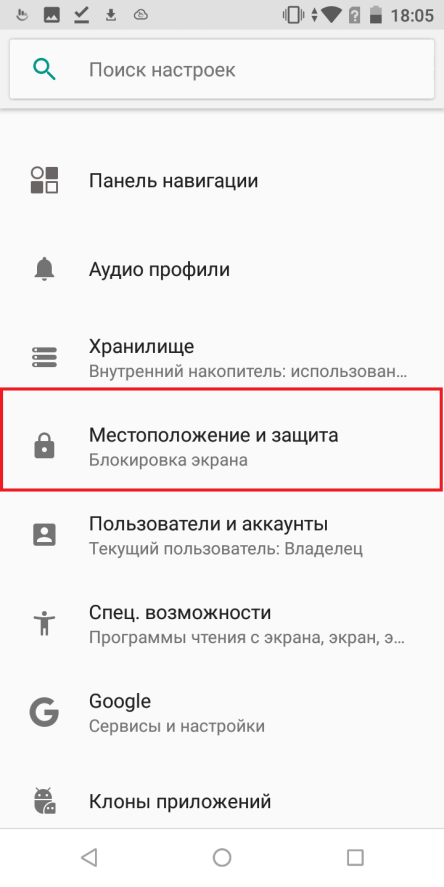 18:05
Поиск настроек
Панель навигации
Аудио профили
Хранилище
Внутренний накопитель: использован...
Местоположение и защита
Блокировка экрана
Пользователи и аккаунты
Текущий пользователь: Владелец
Спец. возможности
Программы чтения с экрана, экран, э...
Google
Сервисы и настройки
Клоны приложений